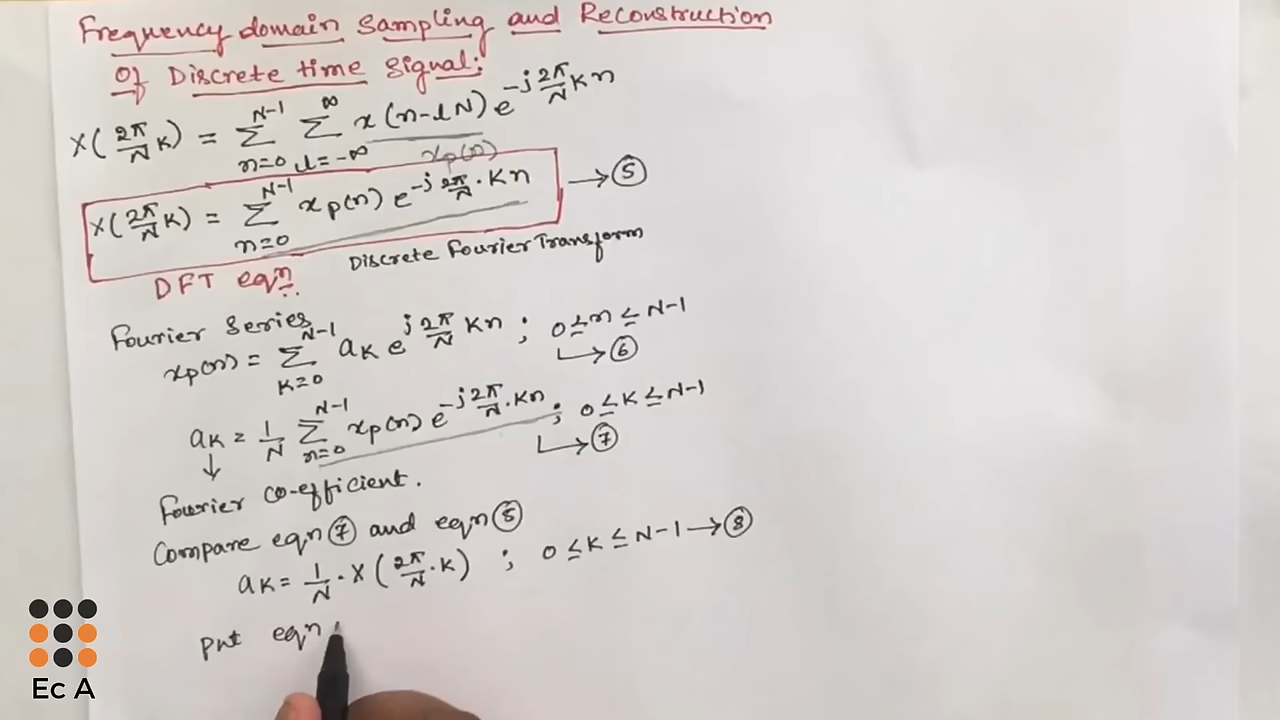 Frequency domain Sampling and Reconstruction
Of Discrete time Signal:
X(2π/N K) = Σ_{n=0}^{N-1} Σ_{l=-∞}^{∞} x(n-lN) e^{-j 2π/N Kn}
xp(n)
X(2π/N K) = Σ_{n=0}^{N-1} xp(n) e^{-j 2π/N . Kn} → ⑤
DFT eqn. Discrete Fourier Transform
Fourier Series
xp(n) = Σ_{K=0}^{N-1} aK e^{j 2π/N Kn} ; 0≤n≤N-1
→ ⑥
aK = 1/N Σ_{n=0}^{N-1} xp(n) e^{-j 2π/N . Kn} ; 0≤K≤N-1
↓ → ⑦
Fourier co-efficient.
Compare eqn ⑦ and eqn ⑤
aK = 1/N . X(2π/N . K) ; 0≤K≤N-1 → ⑧
Put eqn
Ec A